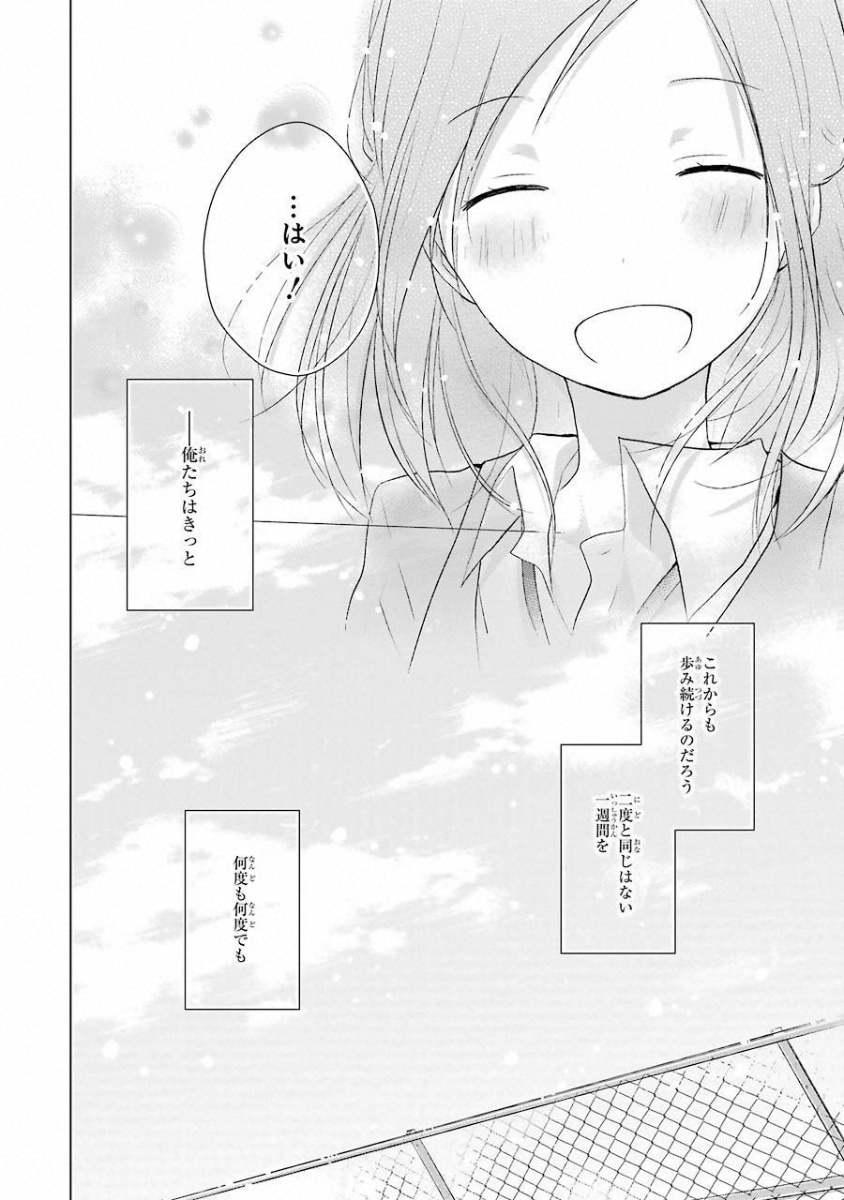 …はい！
──俺たちはきっと
これからも
歩み続けるのだろう
二度と同じはない
一週間を
何度も何度でも